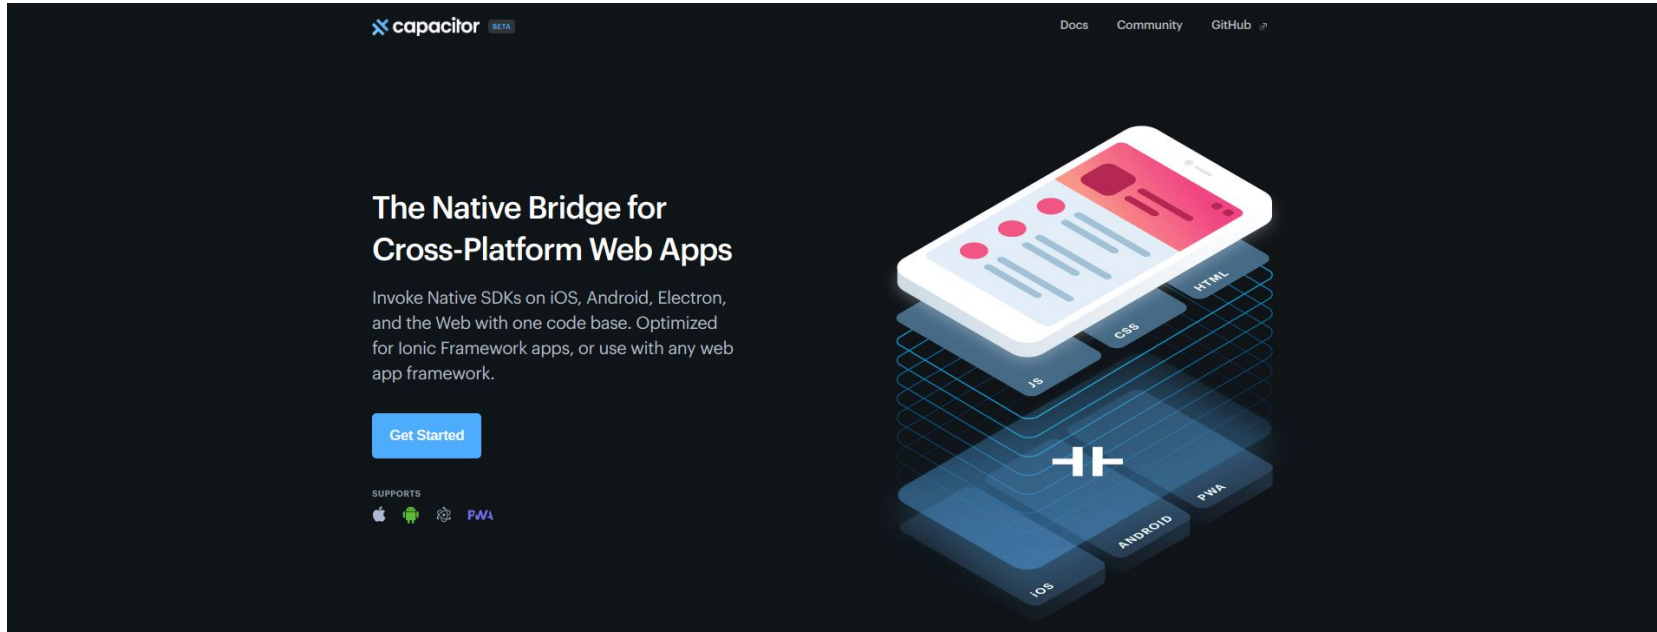 capacitor BETA
Docs Community GitHub
The Native Bridge for
Cross-Platform Web Apps
Invoke Native SDKs on iOS, Android, Electron,
and the Web with one code base. Optimized
for Ionic Framework apps, or use with any web
app framework.
Get Started
SUPPORTS
PWA
HTML
CSS
JS
PWA
ANDROID
iOS